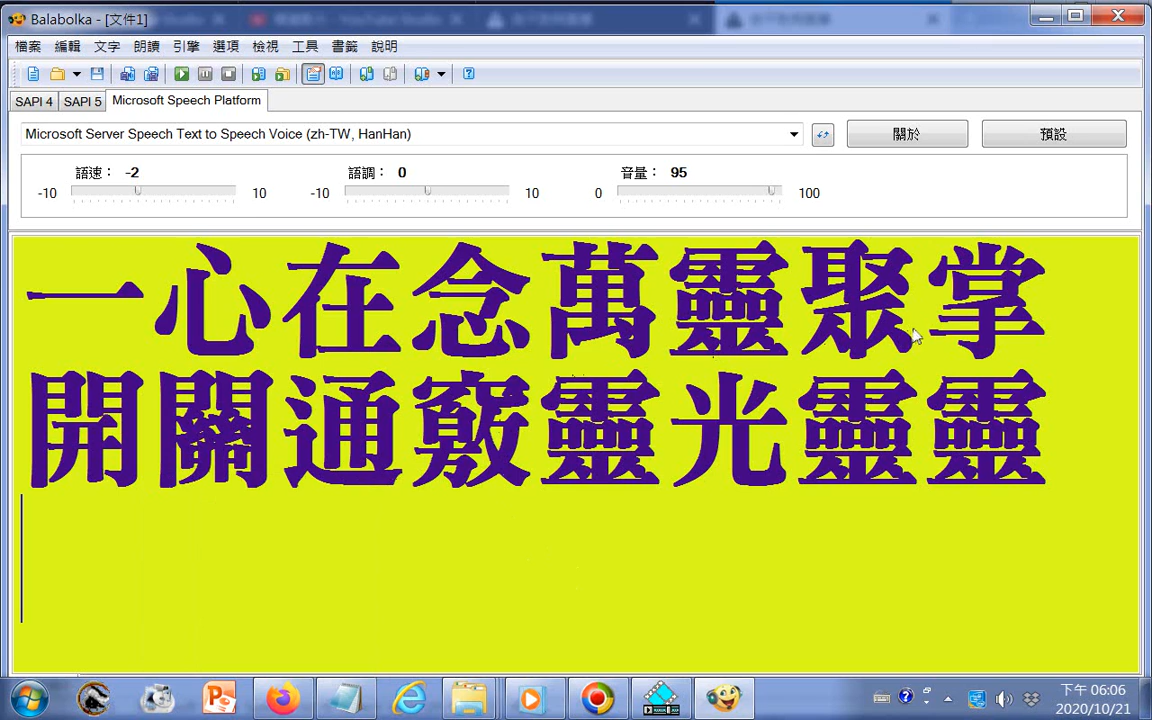 Balabolka - [文件1]
檔案 編輯 文字 朗讀 引擎 選項 檢視 工具 書籤 說明
SAPI 4 SAPI 5 Microsoft Speech Platform
Microsoft Server Speech Text to Speech Voice (zh-TW, HanHan) 關於 預設
語速： -2 語調： 0 音量： 95
-10 10 -10 10 0 100
一心在念萬靈聚掌
開關通竅靈光靈靈
下午 06:06
2020/10/21